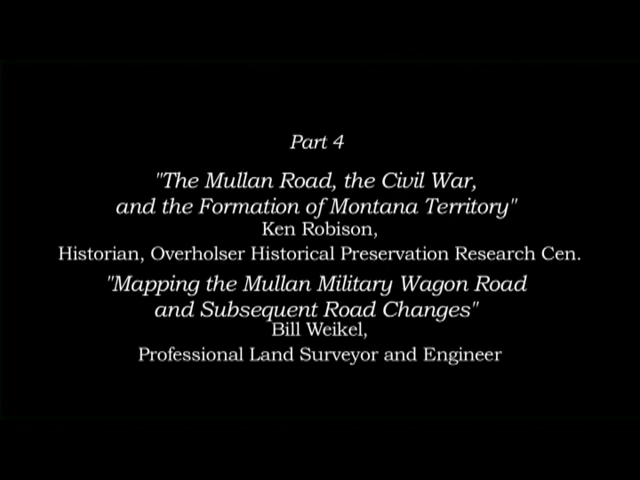 Part 4
"The Mullan Road, the Civil War,
and the Formation of Montana Territory"
Ken Robison,
Historian, Overholser Historical Preservation Research Cen.
"Mapping the Mullan Military Wagon Road
and Subsequent Road Changes"
Bill Weikel,
Professional Land Surveyor and Engineer